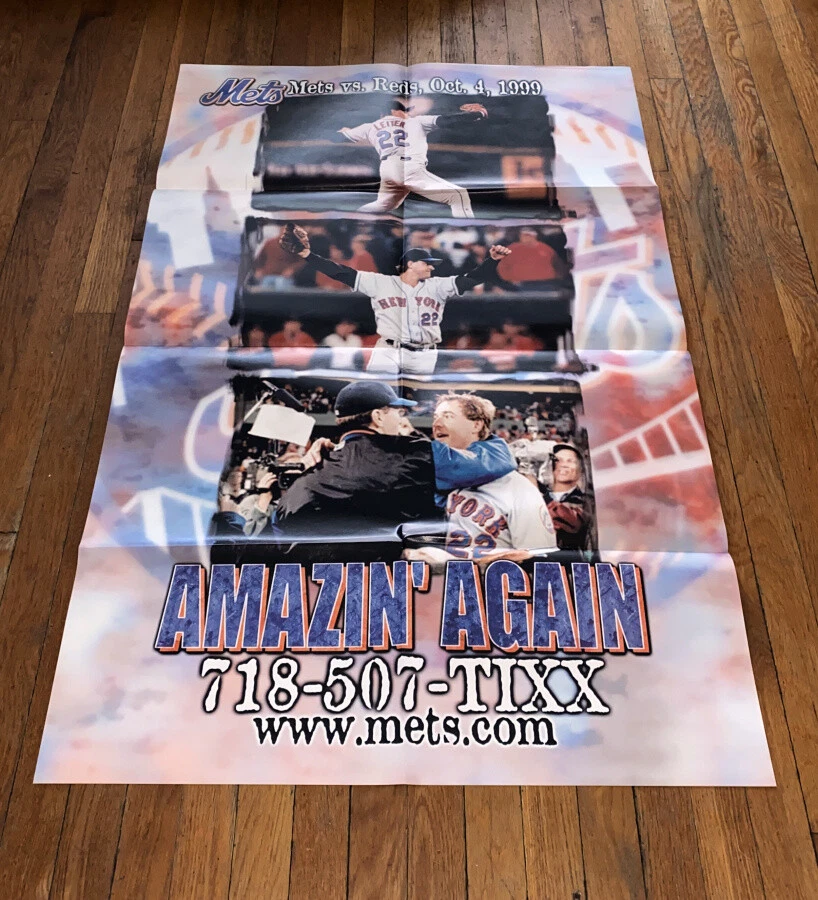 Mets Mets vs. Reds, Oct. 4, 1999
LEITER
22
NEW YORK
22
YORK
22
AMAZIN' AGAIN
718-507-TIXX
www.mets.com